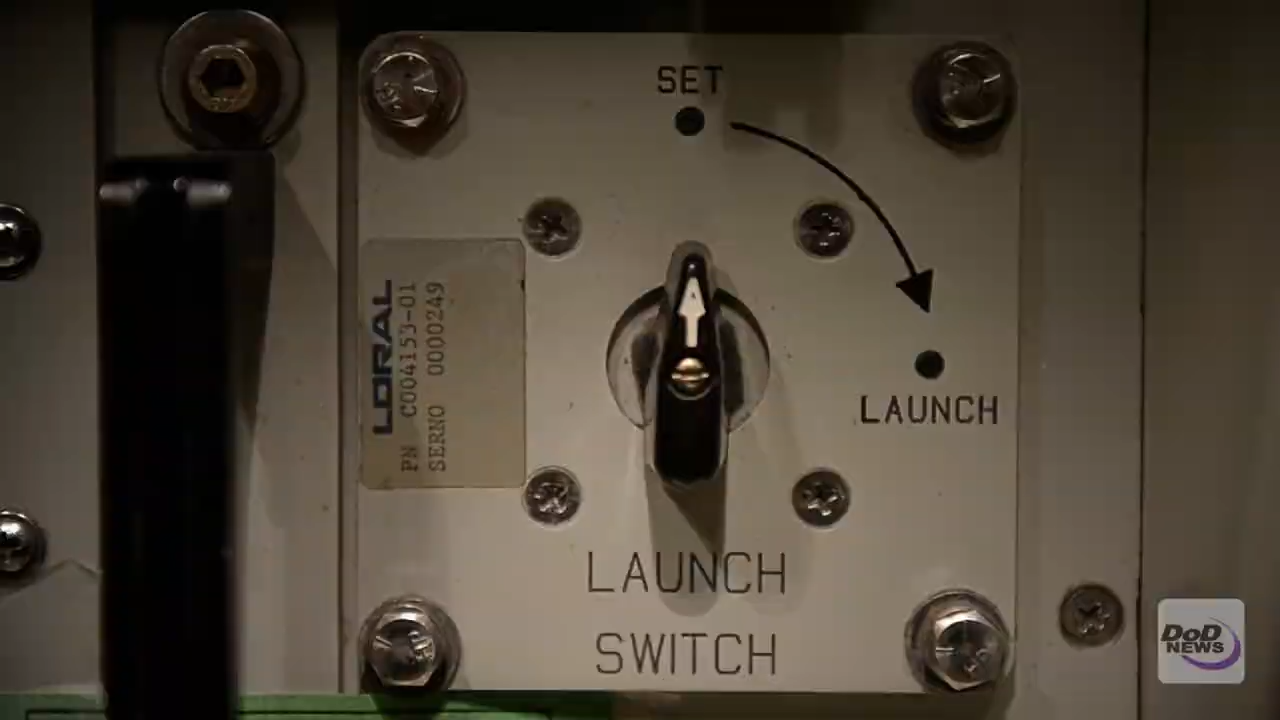 SET
LAUNCH
LORAL
PN C004153-01
SERNO 0000249
LAUNCH
SWITCH
DoD
NEWS